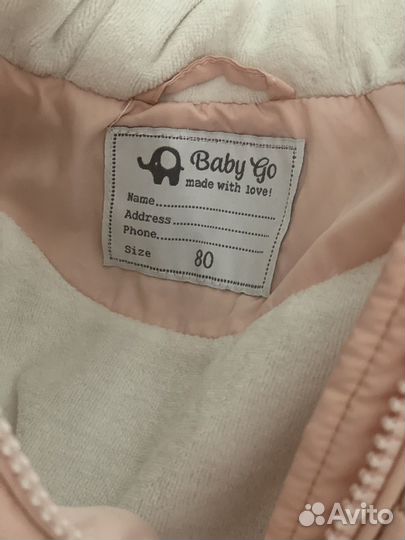 Baby Go
made with love!
Name
Address
Phone
Size 80
Avito